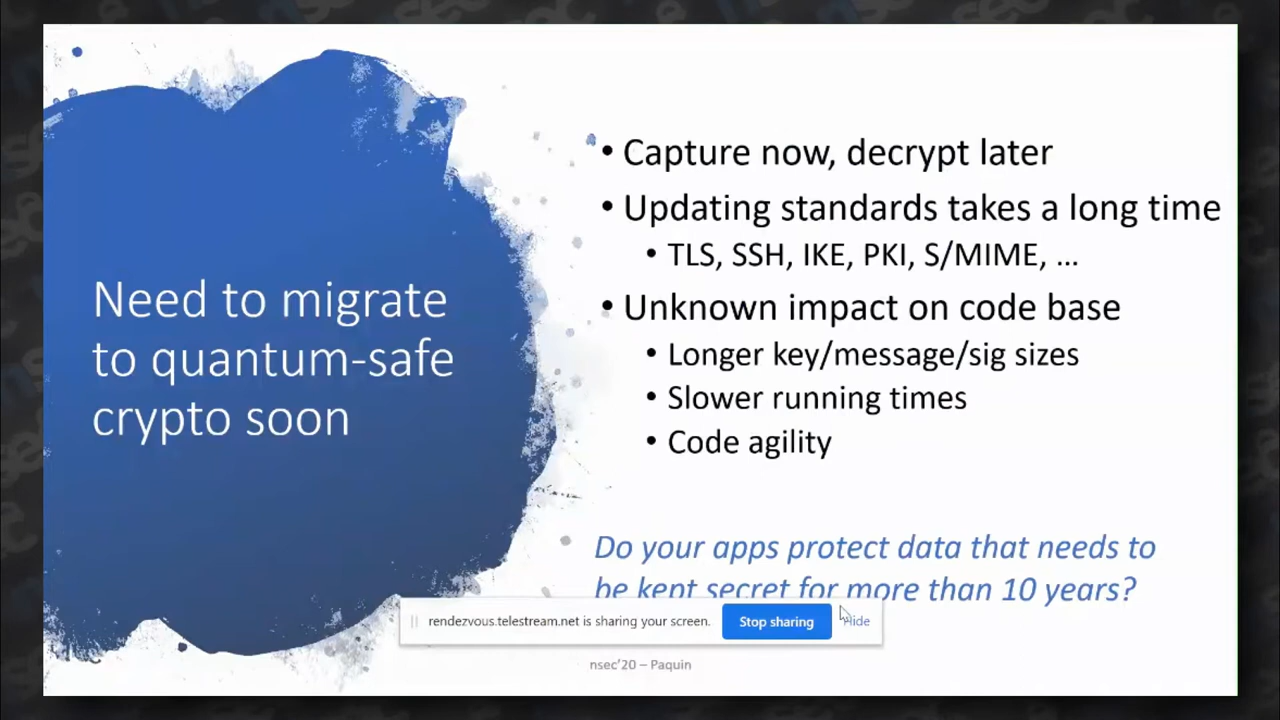 Need to migrate
to quantum-safe
crypto soon
• Capture now, decrypt later
• Updating standards takes a long time
• TLS, SSH, IKE, PKI, S/MIME, …
• Unknown impact on code base
• Longer key/message/sig sizes
• Slower running times
• Code agility
Do your apps protect data that needs to
be kept secret for more than 10 years?
rendezvous.telestream.net is sharing your screen.
Stop sharing
Hide
nsec'20 – Paquin